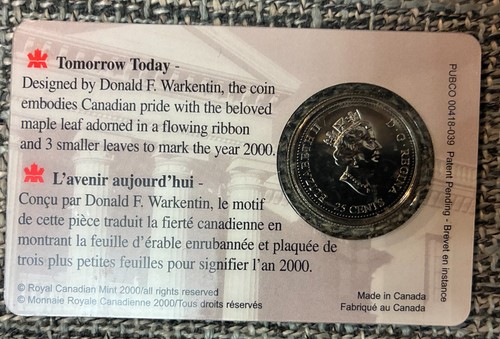 Tomorrow Today -
Designed by Donald F. Warkentin, the coin
embodies Canadian pride with the beloved
maple leaf adorned in a flowing ribbon
and 3 smaller leaves to mark the year 2000.
L'avenir aujourd'hui -
Conçu par Donald F. Warkentin, le motif
de cette pièce traduit la fierté canadienne en
montrant la feuille d'érable enrubannée et plaquée de
trois plus petites feuilles pour signifier l'an 2000.
© Royal Canadian Mint 2000/all rights reserved
© Monnaie Royale Canadienne 2000/Tous droits réservés
ELIZABETH II D·G·REGINA
25 CENTS
Made in Canada
Fabriqué au Canada
PUBCO 00418-039 Patent Pending - Brevet en instance